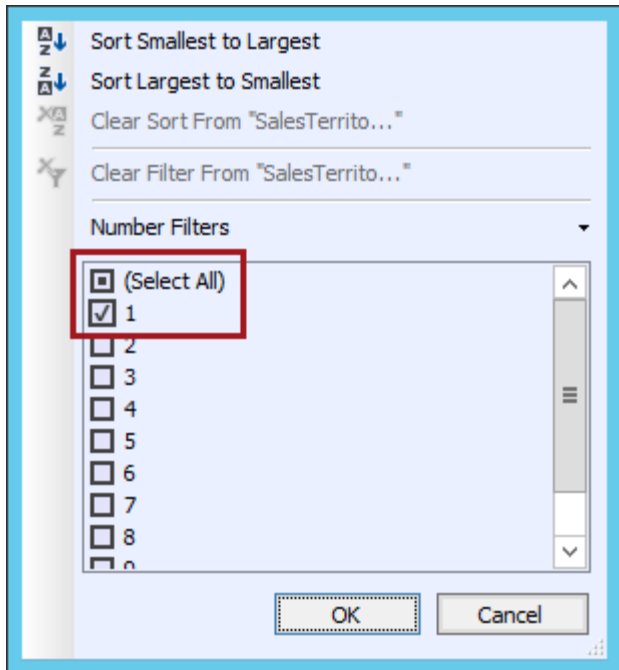 Sort Smallest to Largest
Sort Largest to Smallest
Clear Sort From "SalesTerrito..."
Clear Filter From "SalesTerrito..."
Number Filters
(Select All)
1
2
3
4
5
6
7
8
OK Cancel